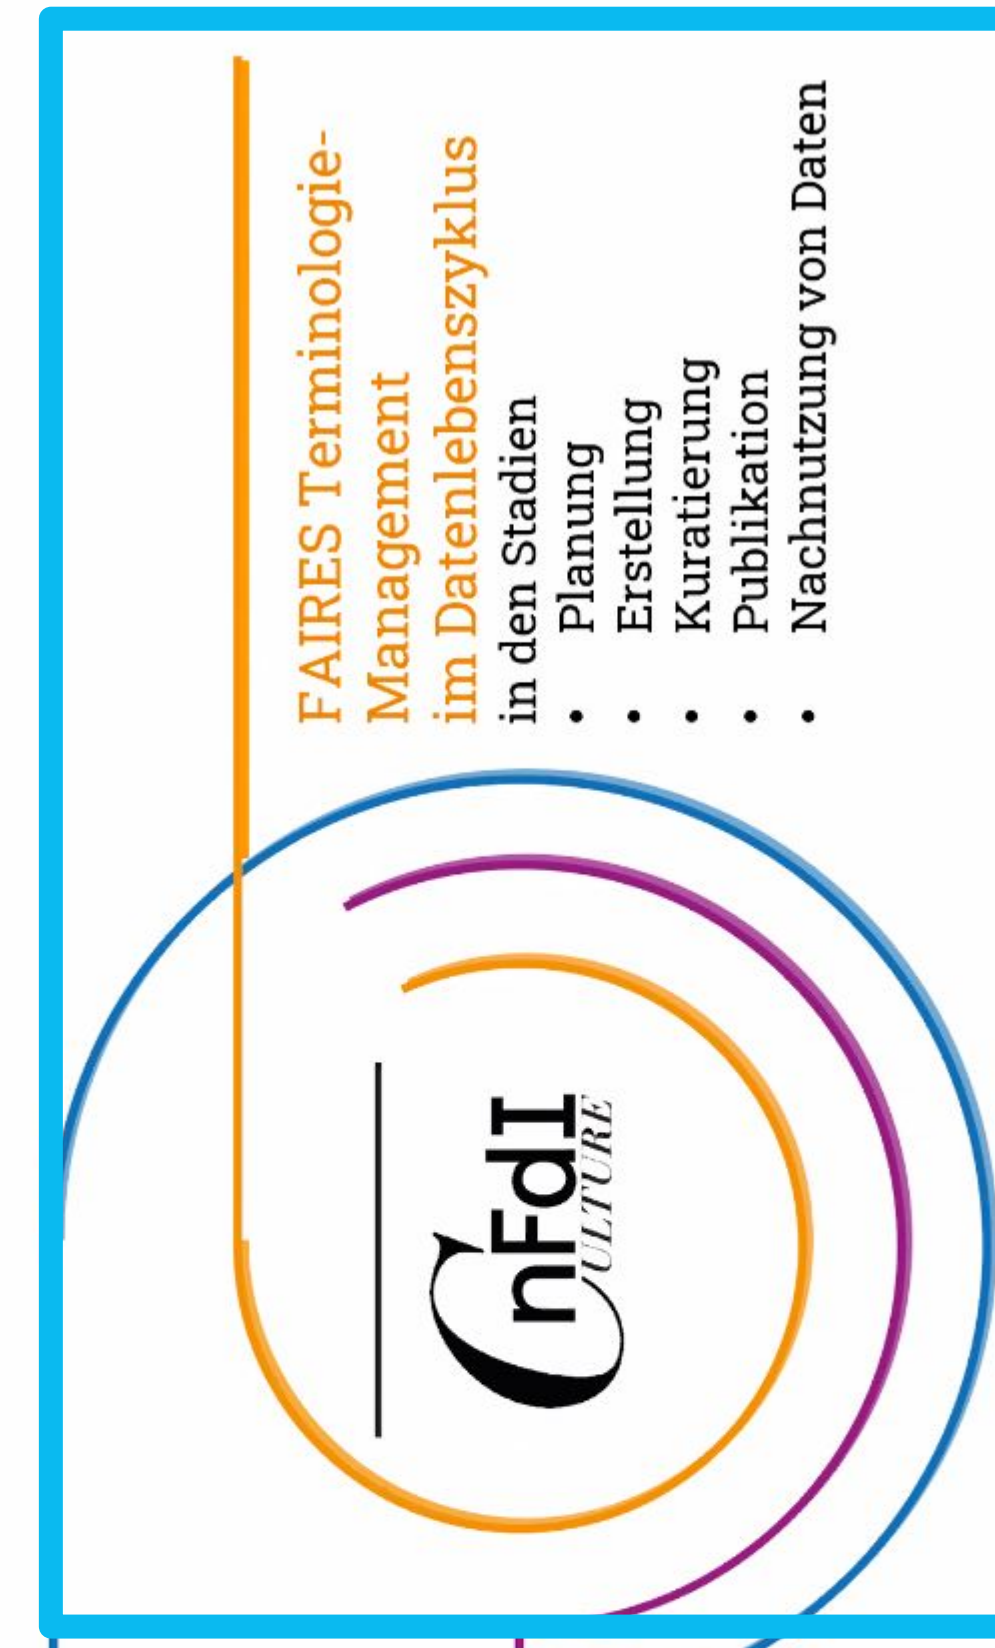 FAIRES Terminologie-
Management
im Datenlebenszyklus
in den Stadien
• Planung
• Erstellung
• Kuratierung
• Publikation
• Nachnutzung von Daten
nFdI
CULTURE